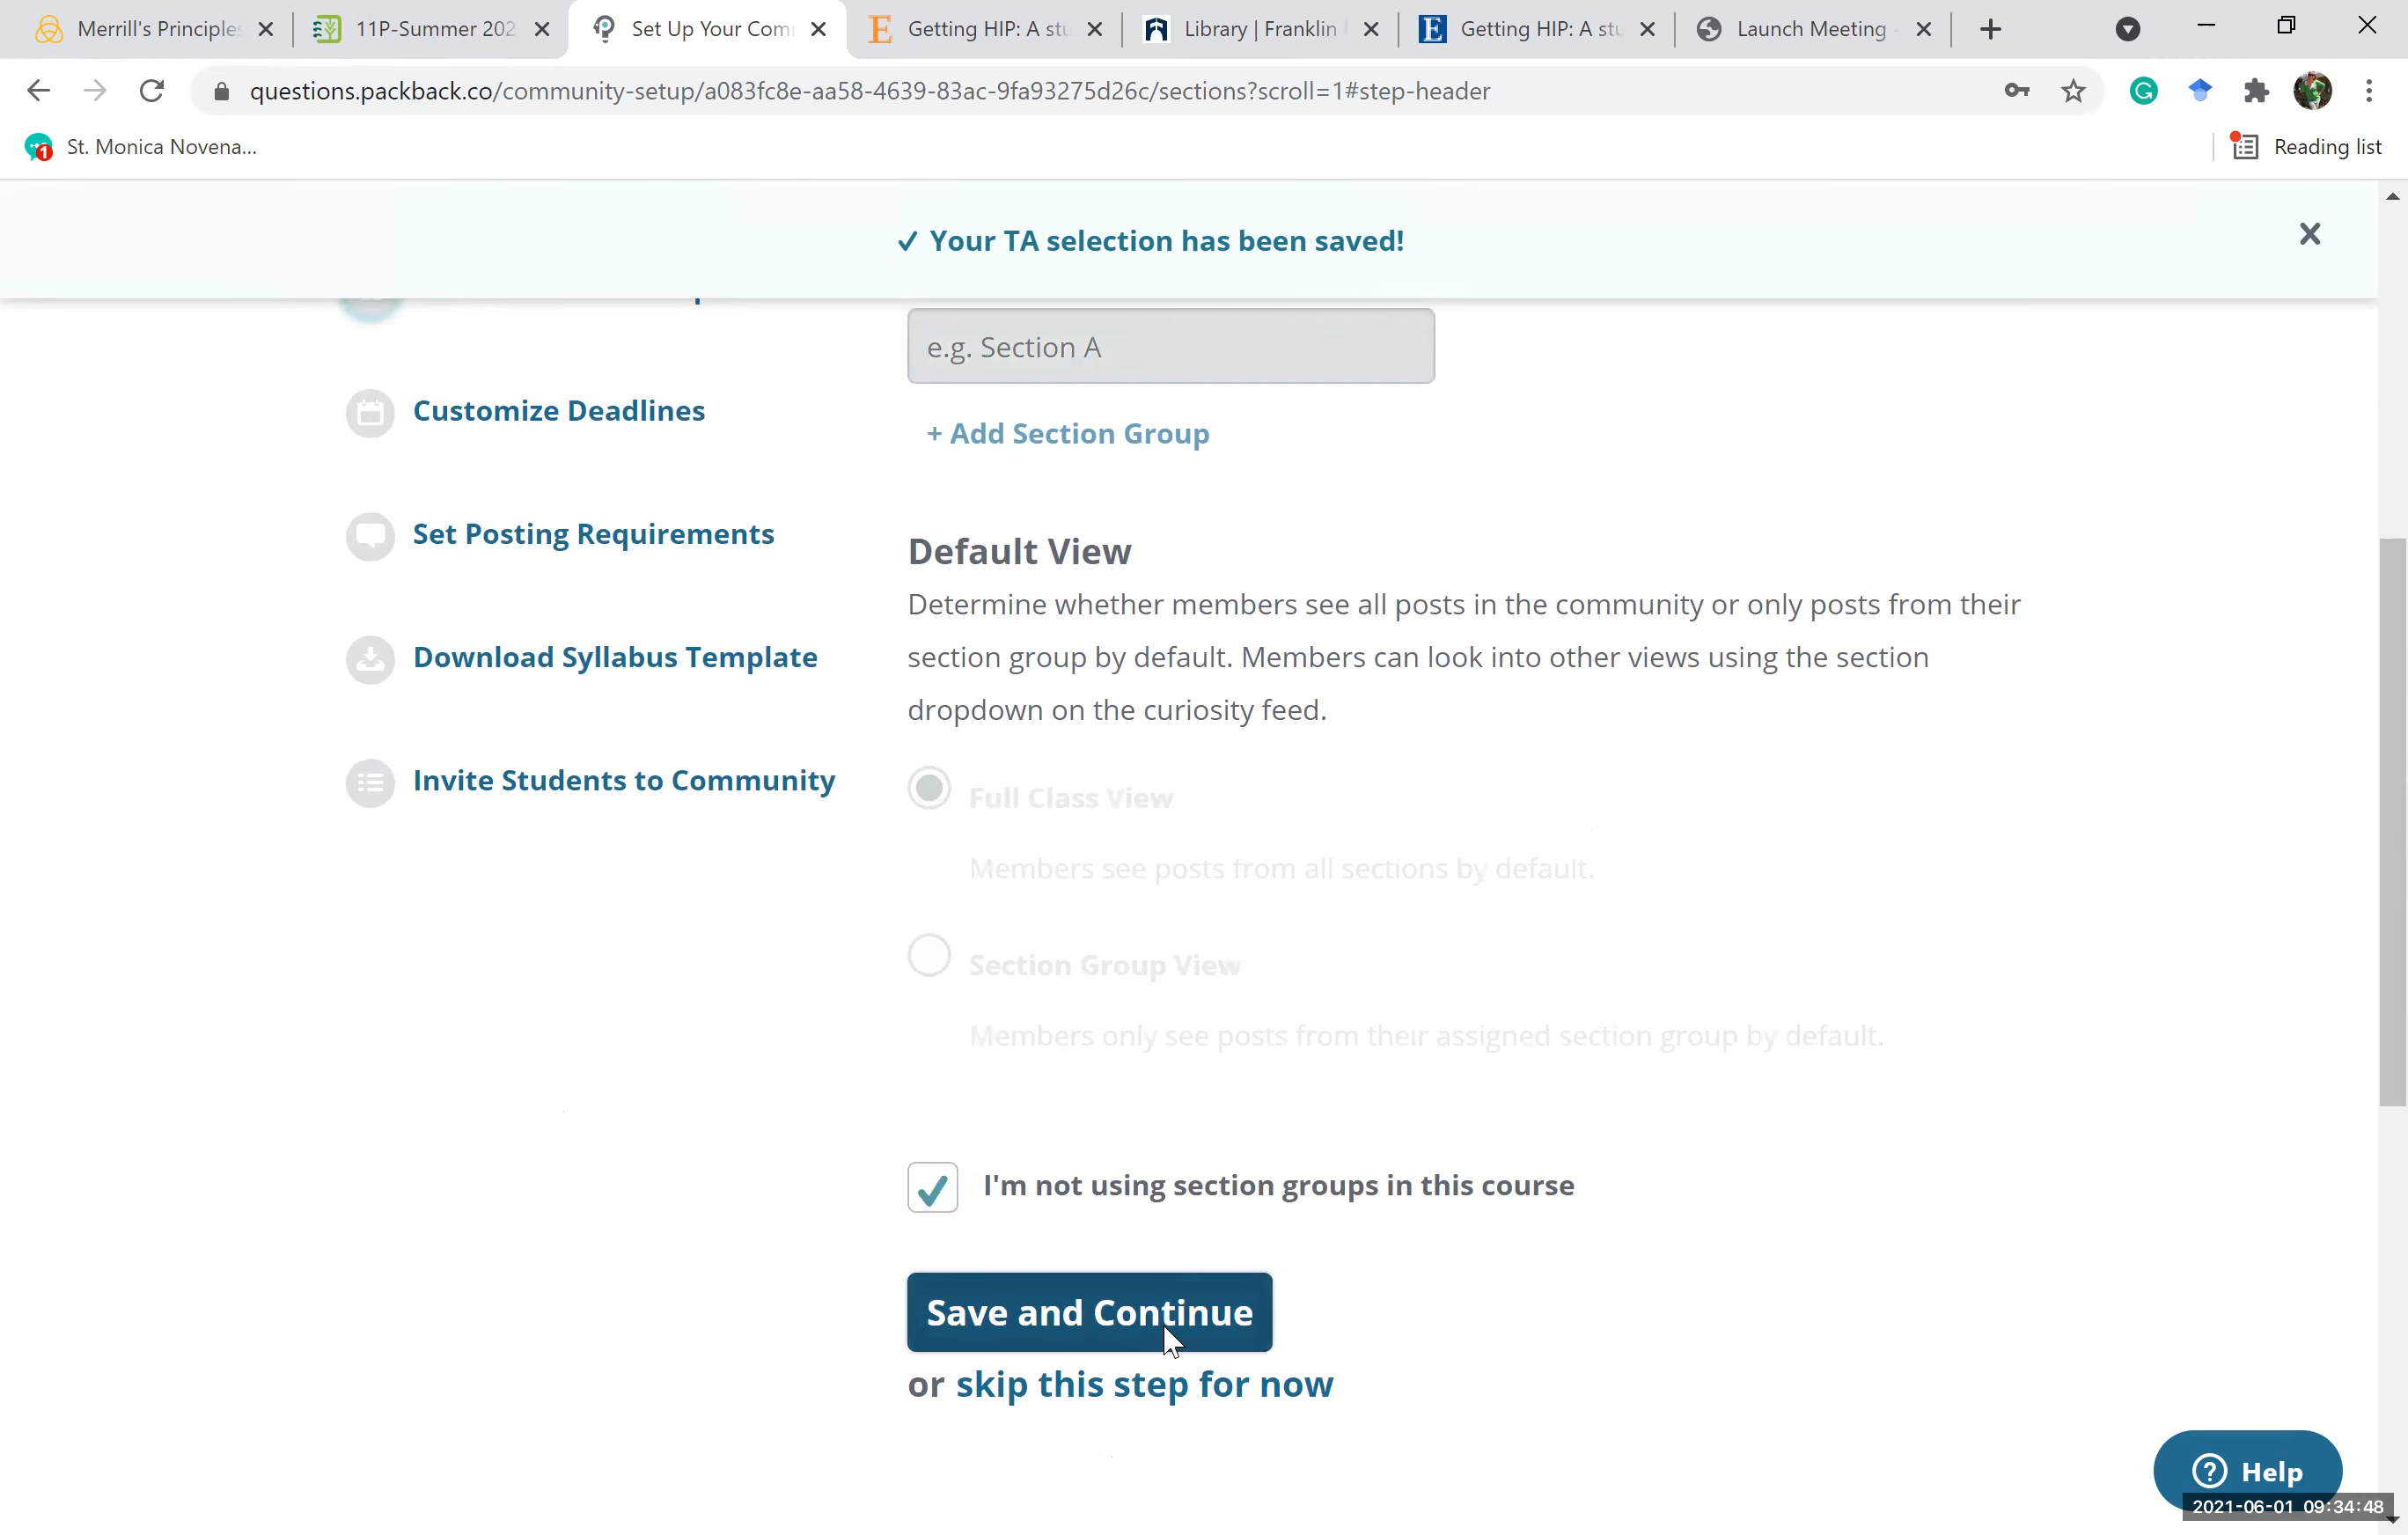 Merrill's Principles
11P-Summer 202
Set Up Your Com
Getting HIP: A stu
Library | Franklin
Getting HIP: A stu
Launch Meeting -
questions.packback.co/community-setup/a083fc8e-aa58-4639-83ac-9fa93275d26c/sections?scroll=1#step-header
1
St. Monica Novena...
Reading list
✓ Your TA selection has been saved!
e.g. Section A
+ Add Section Group
Customize Deadlines
Set Posting Requirements
Download Syllabus Template
Invite Students to Community
Default View
Determine whether members see all posts in the community or only posts from their
section group by default. Members can look into other views using the section
dropdown on the curiosity feed.
Full Class View
Members see posts from all sections by default.
Section Group View
Members only see posts from their assigned section group by default.
I'm not using section groups in this course
Save and Continue
or skip this step for now
? Help
2021-06-01 09:34:48